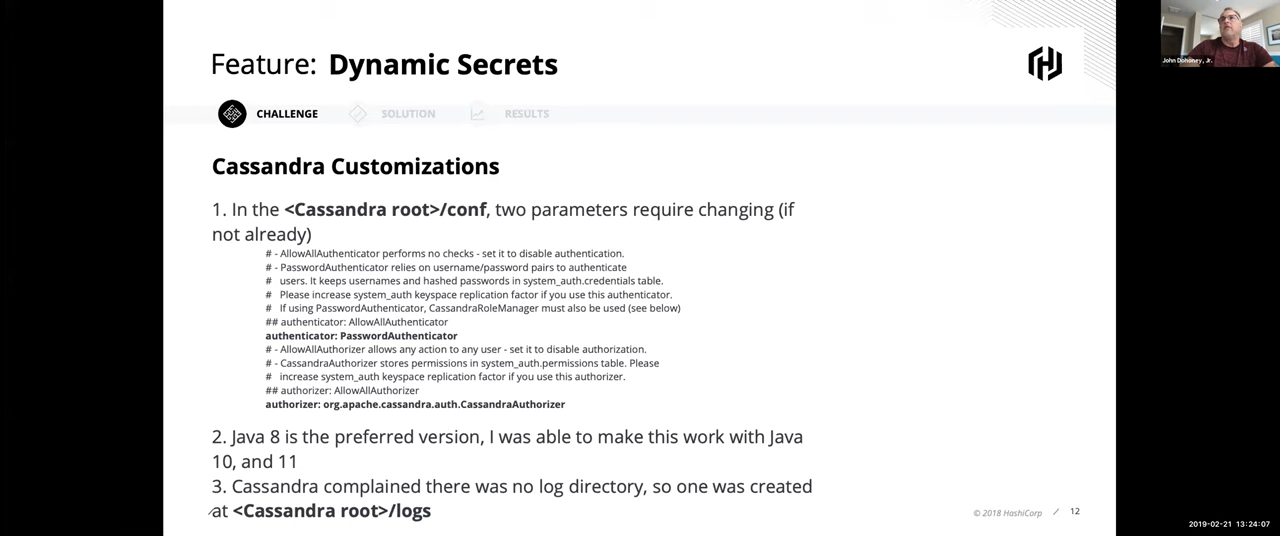 Feature: Dynamic Secrets
CHALLENGE
SOLUTION
RESULTS
Cassandra Customizations
1. In the <Cassandra root>/conf, two parameters require changing (if
not already)
# - AllowAllAuthenticator performs no checks - set it to disable authentication.
# - PasswordAuthenticator relies on username/password pairs to authenticate
#   users. It keeps usernames and hashed passwords in system_auth.credentials table.
#   Please increase system_auth keyspace replication factor if you use this authenticator.
#   If using PasswordAuthenticator, CassandraRoleManager must also be used (see below)
## authenticator: AllowAllAuthenticator
authenticator: PasswordAuthenticator
# - AllowAllAuthorizer allows any action to any user - set it to disable authorization.
# - CassandraAuthorizer stores permissions in system_auth.permissions table. Please
#   increase system_auth keyspace replication factor if you use this authorizer.
## authorizer: AllowAllAuthorizer
authorizer: org.apache.cassandra.auth.CassandraAuthorizer
2. Java 8 is the preferred version, I was able to make this work with Java
10, and 11
3. Cassandra complained there was no log directory, so one was created
at <Cassandra root>/logs
© 2018 HashiCorp / 12
John Dohoney, Jr.
2019-02-21 13:24:07